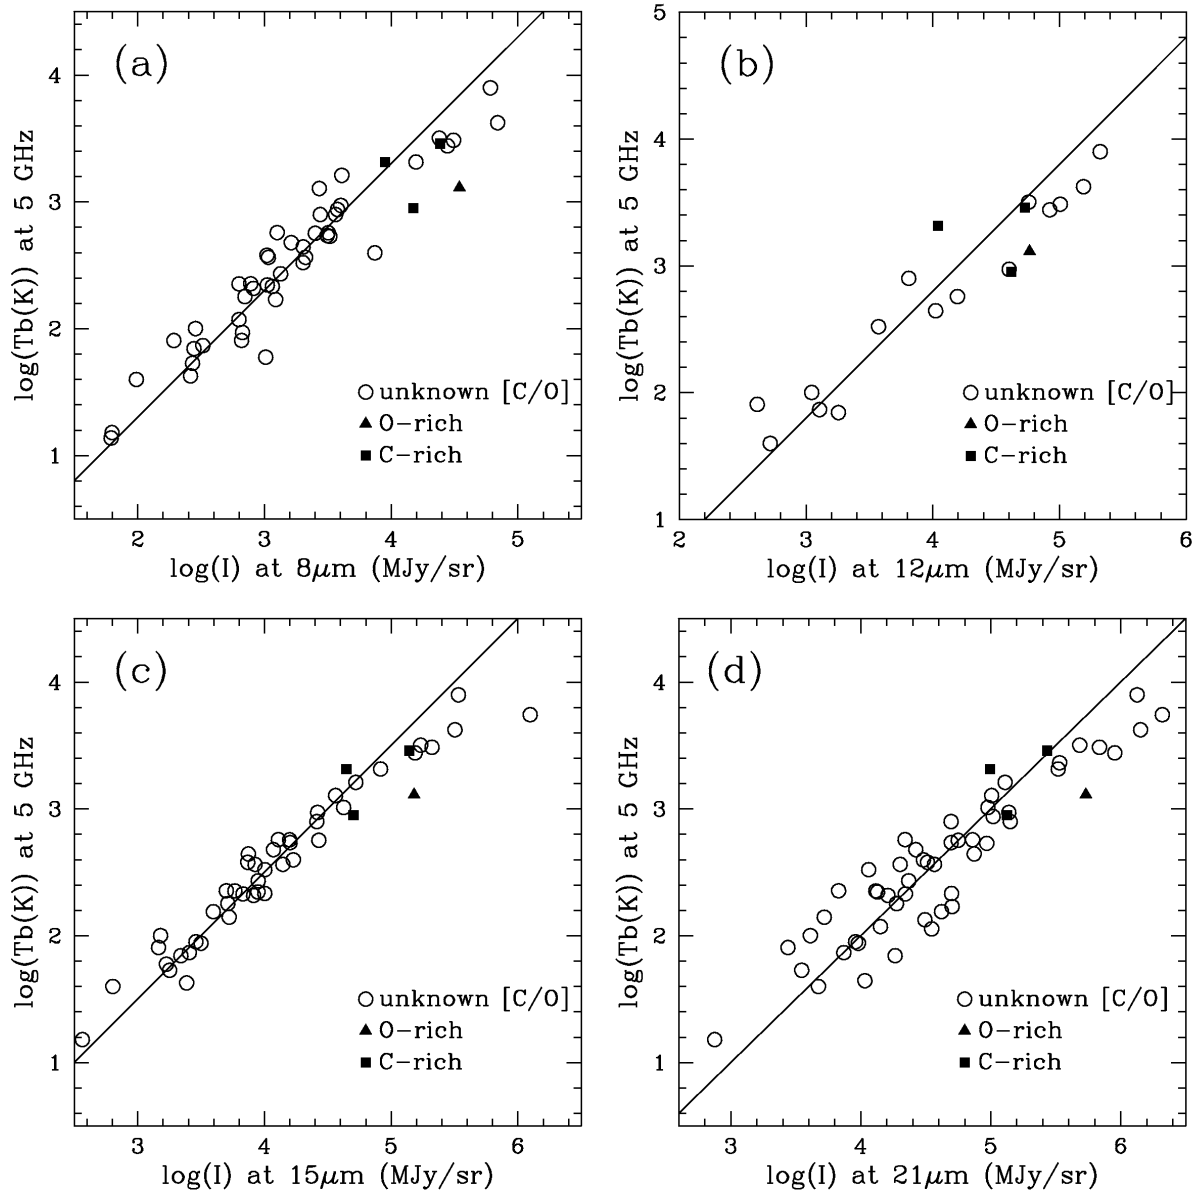 (a)
log(Tb(K)) at 5 GHz
4
3
2
1
unknown [C/O]
O-rich
C-rich
2 3 4 5
log(I) at 8μm (MJy/sr)
(b)
log(Tb(K)) at 5 GHz
5
4
3
2
1
unknown [C/O]
O-rich
C-rich
2 3 4 5 6
log(I) at 12μm (MJy/sr)
(c)
log(Tb(K)) at 5 GHz
4
3
2
1
unknown [C/O]
O-rich
C-rich
3 4 5 6
log(I) at 15μm (MJy/sr)
(d)
log(Tb(K)) at 5 GHz
4
3
2
1
unknown [C/O]
O-rich
C-rich
3 4 5 6
log(I) at 21μm (MJy/sr)